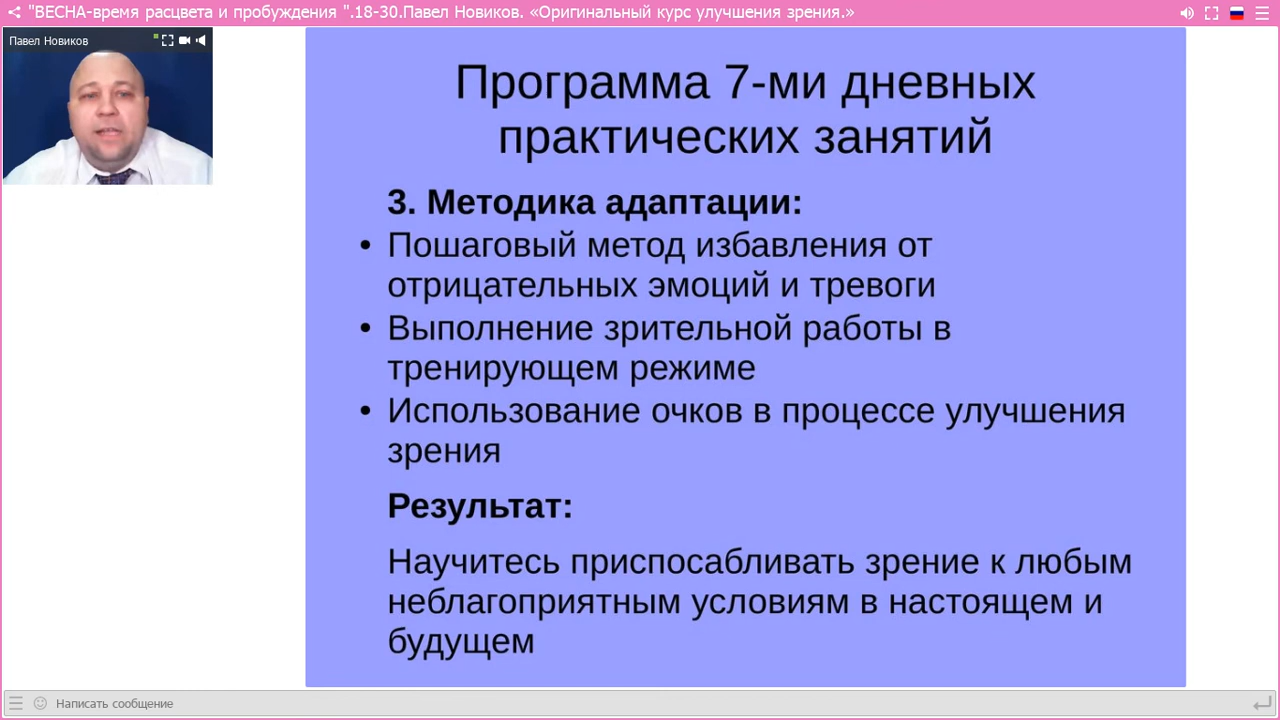 "ВЕСНА-время расцвета и пробуждения ".18-30.Павел Новиков. «Оригинальный курс улучшения зрения.»
Павел Новиков
Программа 7-ми дневных
практических занятий
3. Методика адаптации:
• Пошаговый метод избавления от
отрицательных эмоций и тревоги
• Выполнение зрительной работы в
тренирующем режиме
• Использование очков в процессе улучшения
зрения
Результат:
Научитесь приспосабливать зрение к любым
неблагоприятным условиям в настоящем и
будущем
Написать сообщение